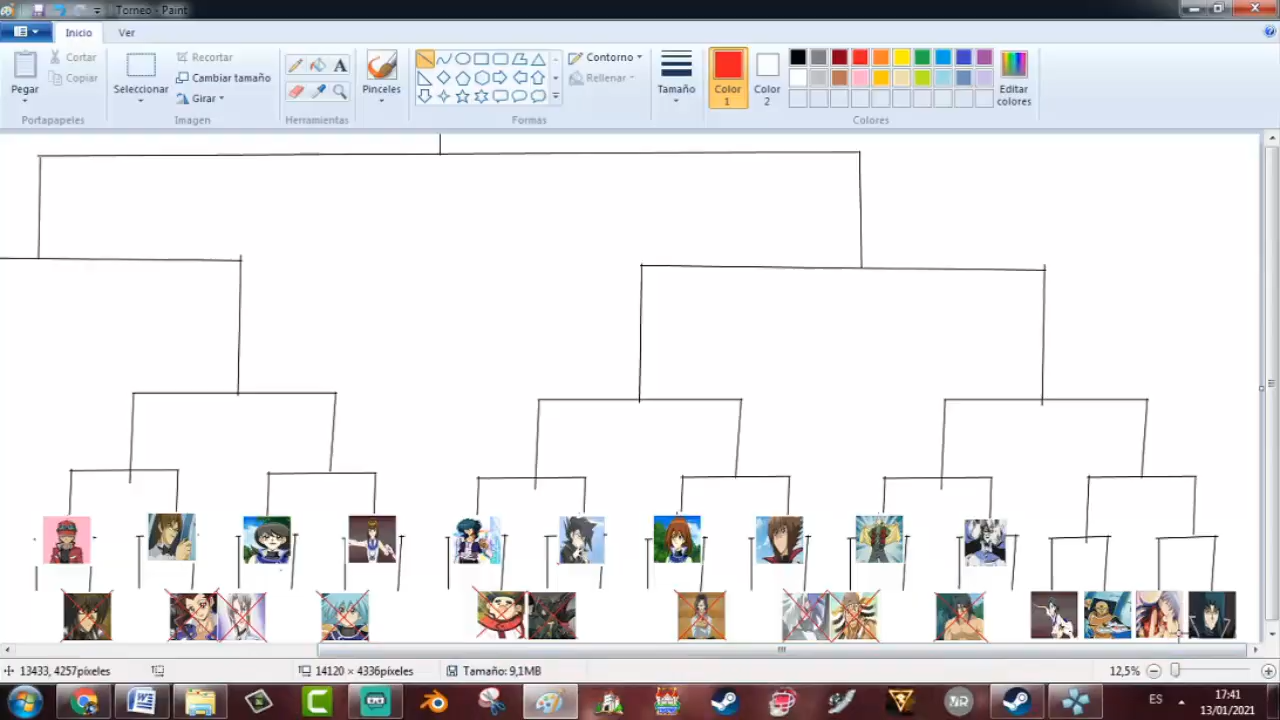 Torneo - Paint
Inicio
Ver
Pegar
Cortar
Copiar
Portapapeles
Seleccionar
Recortar
Cambiar tamaño
Girar
Imagen
A
Herramientas
Pinceles
Contorno
Rellenar
Formas
Tamaño
Color
1
Color
2
Editar
colores
Colores
13433, 4257píxeles
14120 × 4336píxeles
Tamaño: 9,1MB
12,5%
ES
17:41
13/01/2021